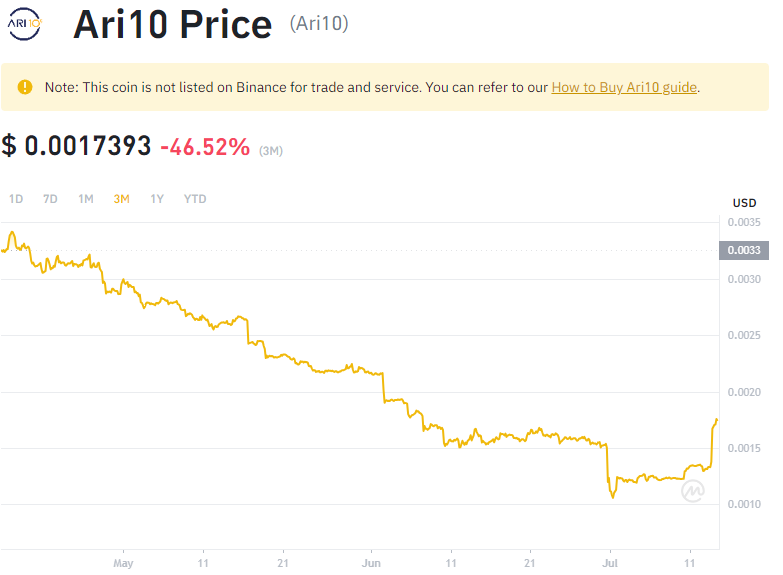 ARI10
Ari10 Price (Ari10)
Note: This coin is not listed on Binance for trade and service. You can refer to our How to Buy Ari10 guide.
$ 0.0017393 -46.52% (3M)
1D 7D 1M 3M 1Y YTD
USD
0.0035
0.0033
0.0030
0.0025
0.0020
0.0015
0.0010
May 11 21 Jun 11 21 Jul 11